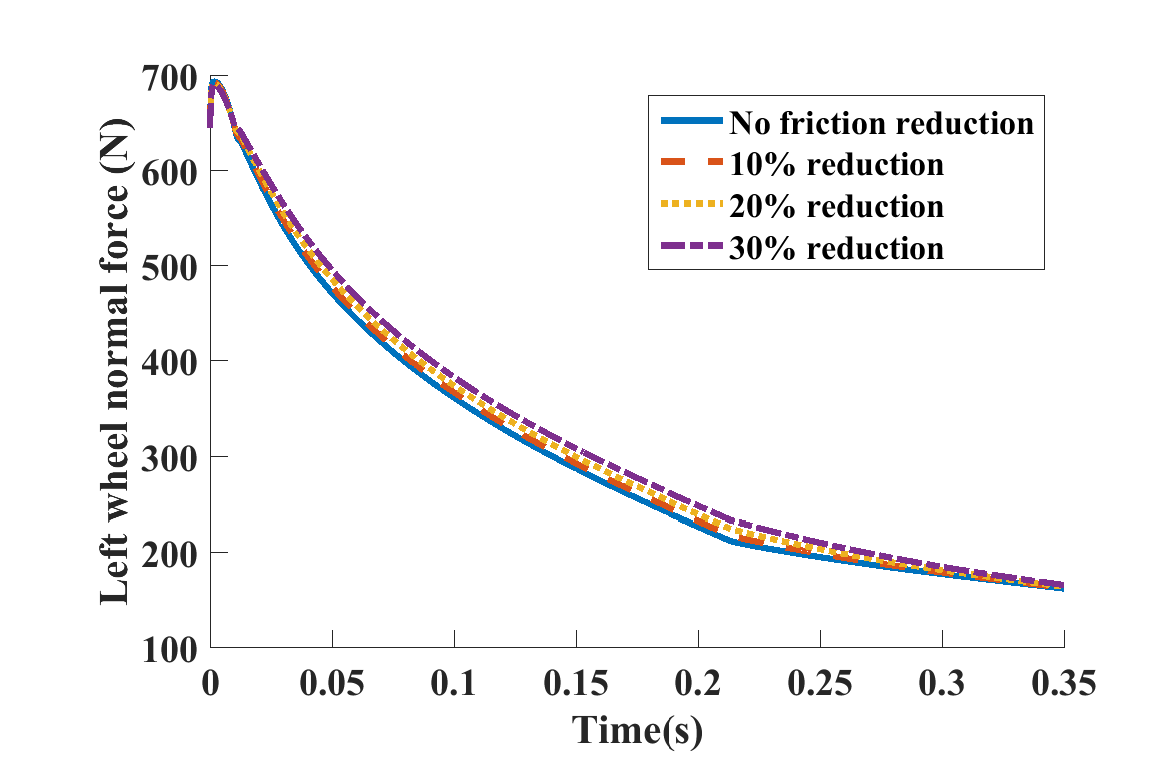 700
600
500
400
300
200
100
Left wheel normal force (N)
No friction reduction
10% reduction
20% reduction
30% reduction
0 0.05 0.1 0.15 0.2 0.25 0.3 0.35
Time(s)